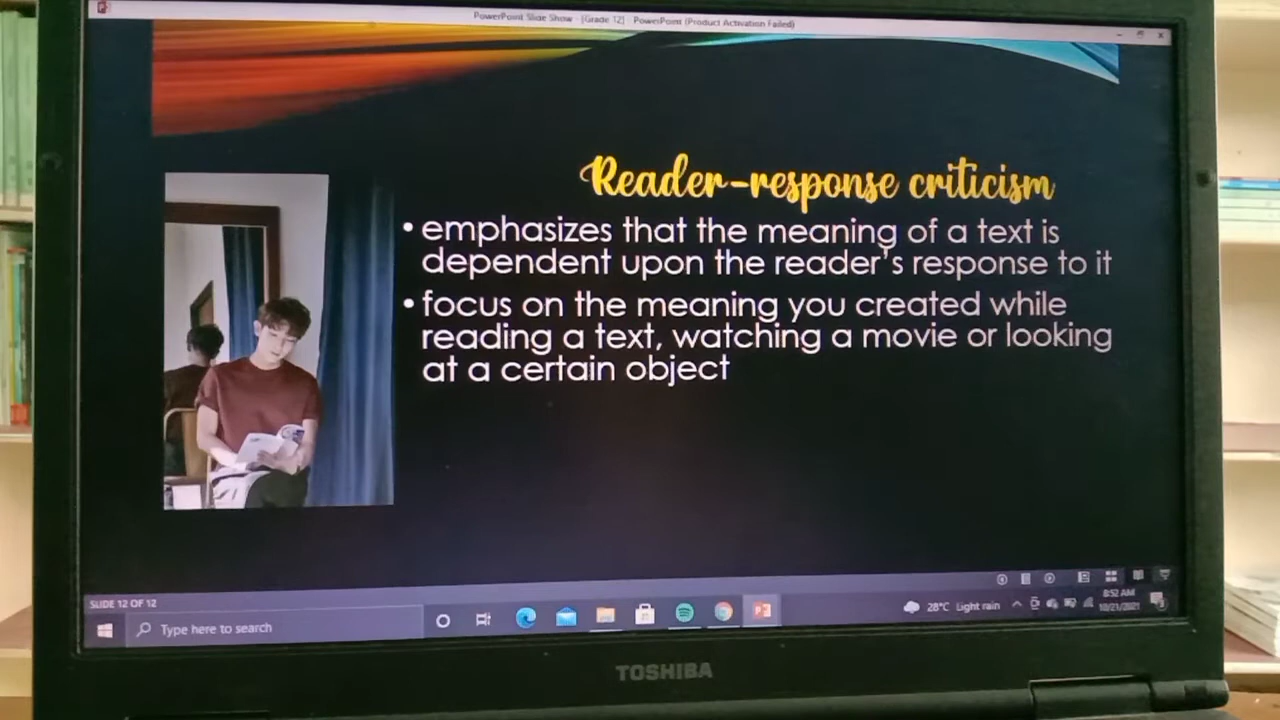 PowerPoint Slide Show - [Grade 12] - PowerPoint (Product Activation Failed)
Reader-response criticism
• emphasizes that the meaning of a text is
dependent upon the reader's response to it
• focus on the meaning you created while
reading a text, watching a movie or looking
at a certain object
SLIDE 12 OF 12
Type here to search
28°C Light rain
8:52 AM
10/21/2021
TOSHIBA